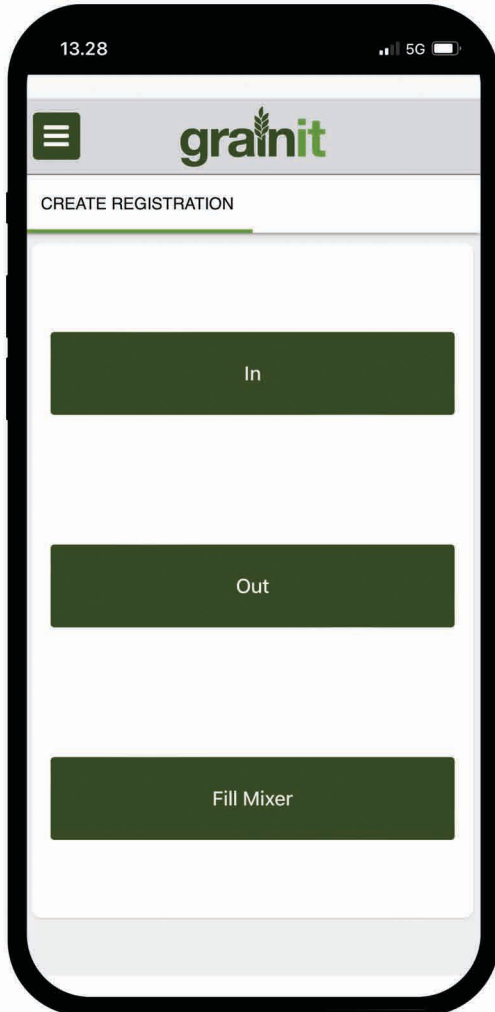 13.28
5G
grainit
CREATE REGISTRATION
In
Out
Fill Mixer